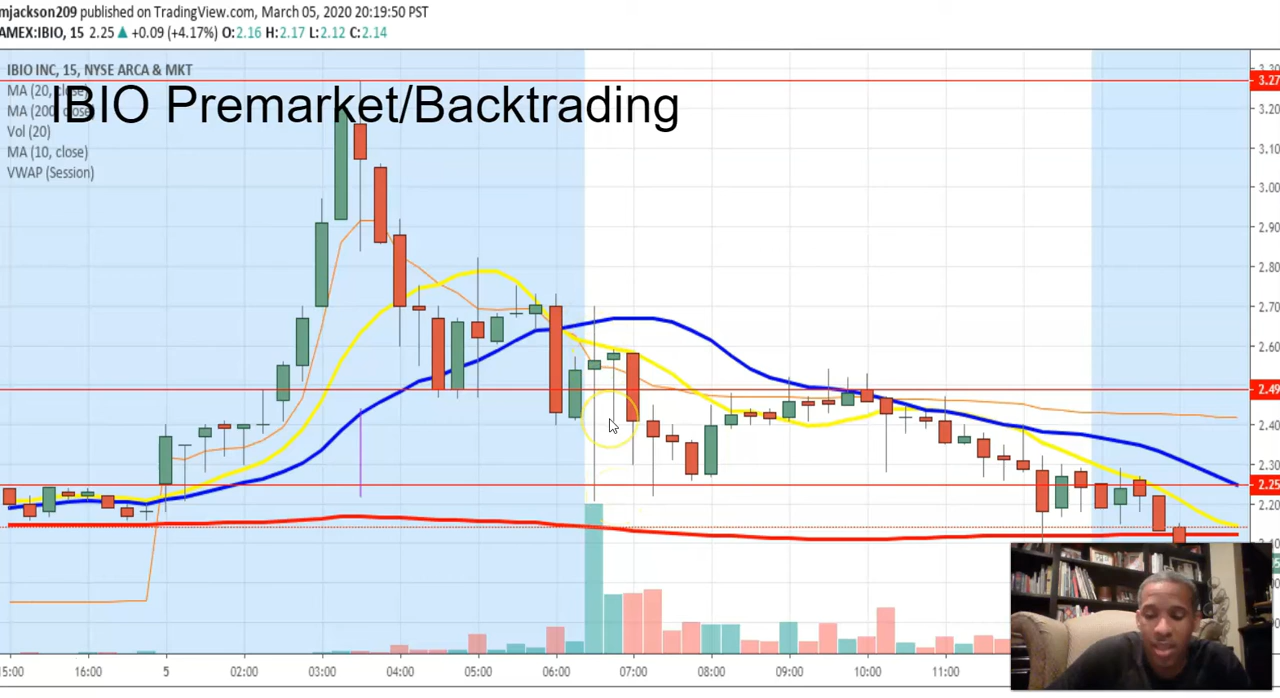 mjackson209 published on TradingView.com, March 05, 2020 20:19:50 PST
AMEX:IBIO, 15 2.25 ▲ +0.09 (+4.17%) O:2.16 H:2.17 L:2.12 C:2.14
IBIO INC, 15, NYSE ARCA & MKT
MA (20, close)
IBIO Premarket/Backtrading
MA (200, close)
Vol (20)
MA (10, close)
VWAP (Session)
3.27
3.20
3.10
3.00
2.90
2.80
2.70
2.60
2.49
2.40
2.30
2.25
2.20
15:00 16:00 5 02:00 03:00 04:00 05:00 06:00 07:00 08:00 09:00 10:00 11:00